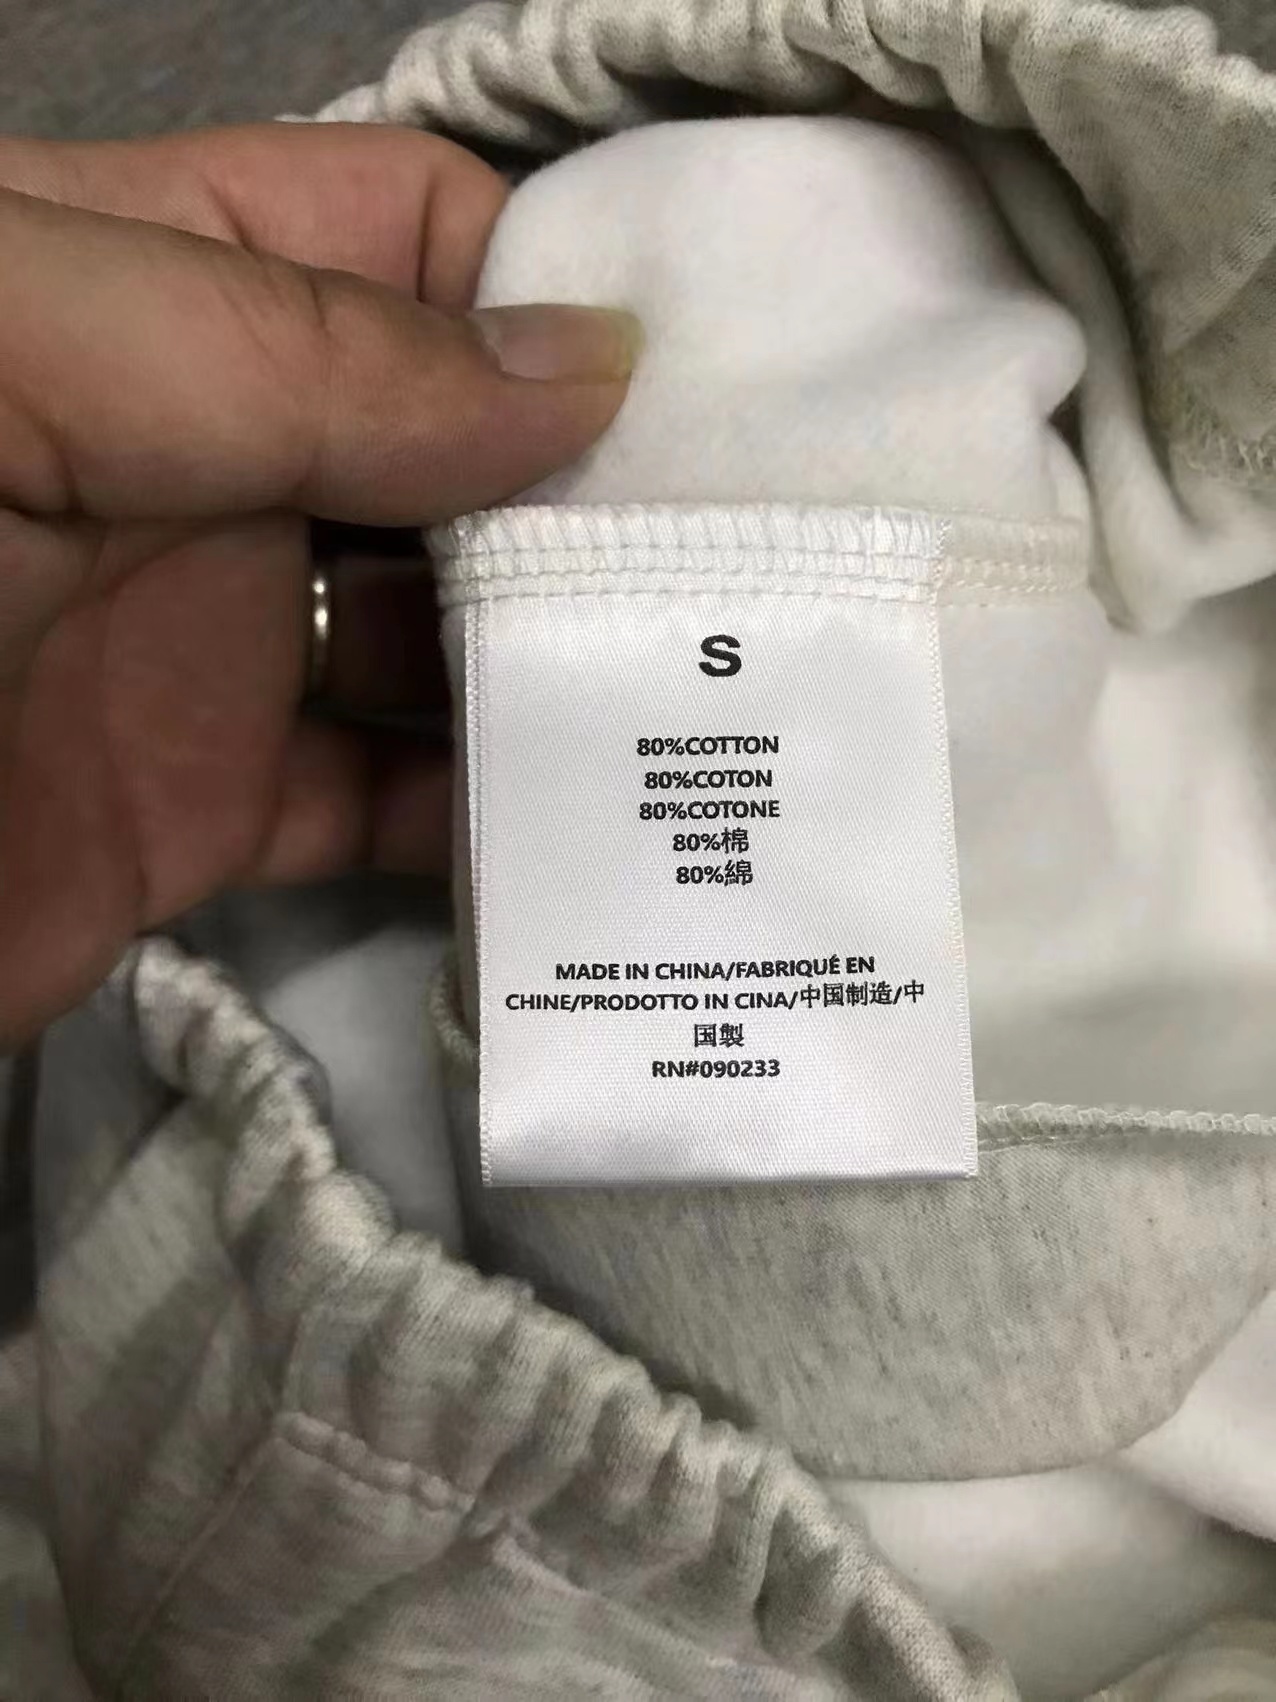 S
80%COTTON
80%COTON
80%COTONE
80%棉
80%綿
MADE IN CHINA/FABRIQUÉ EN
CHINE/PRODOTTO IN CINA/中国制造/中
国製
RN#090233